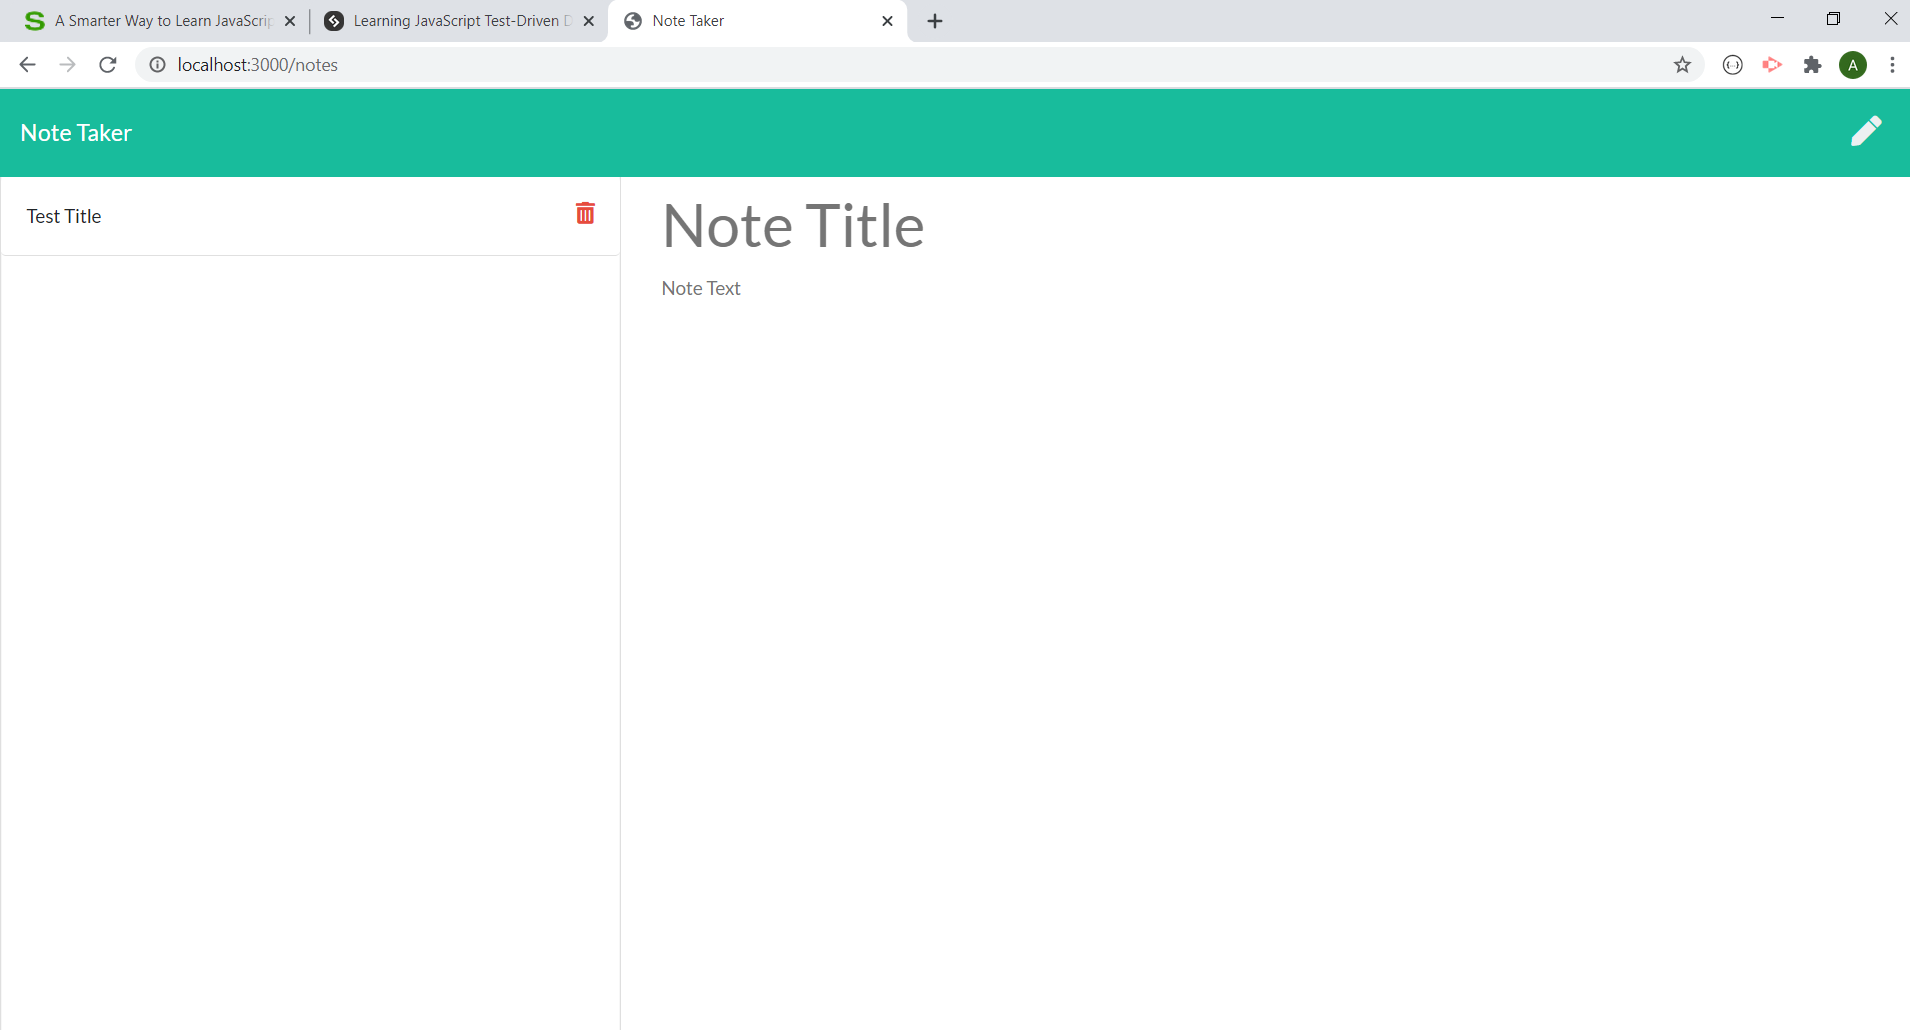 A Smarter Way to Learn JavaScrip
Learning JavaScript Test-Driven D
Note Taker
localhost:3000/notes
A
Note Taker
Test Title
Note Title
Note Text